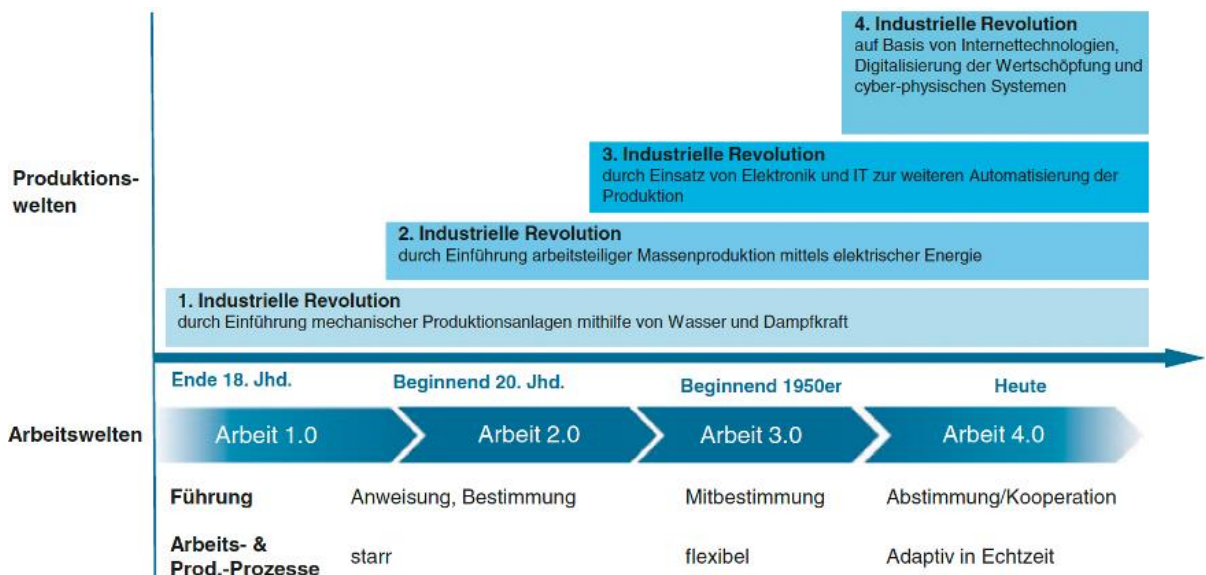 4. Industrielle Revolution
auf Basis von Internettechnologien,
Digitalisierung der Wertschöpfung und
cyber-physischen Systemen
3. Industrielle Revolution
durch Einsatz von Elektronik und IT zur weiteren Automatisierung der
Produktion
Produktions-
welten
2. Industrielle Revolution
durch Einführung arbeitsteiliger Massenproduktion mittels elektrischer Energie
1. Industrielle Revolution
durch Einführung mechanischer Produktionsanlagen mithilfe von Wasser und Dampfkraft
Ende 18. Jhd. Beginnend 20. Jhd. Beginnend 1950er Heute
Arbeitswelten Arbeit 1.0 Arbeit 2.0 Arbeit 3.0 Arbeit 4.0
Führung Anweisung, Bestimmung Mitbestimmung Abstimmung/Kooperation
Arbeits- &
Prod.-Prozesse starr flexibel Adaptiv in Echtzeit